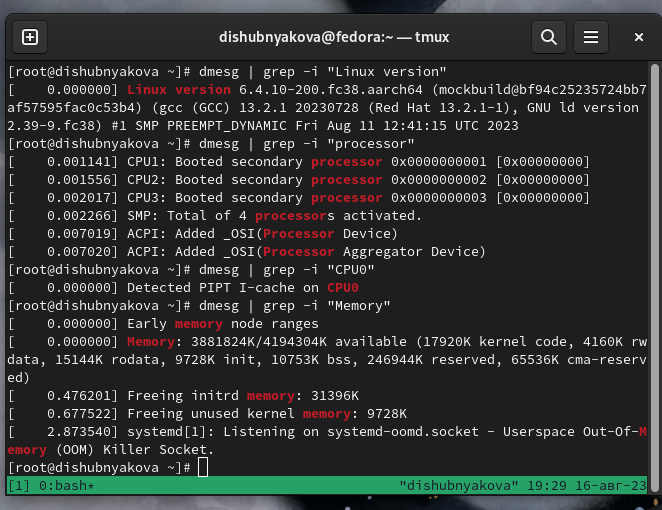 dishubnyakova@fedora:~ — tmux
[root@dishubnyakova ~]# dmesg | grep -i "Linux version"
[    0.000000] Linux version 6.4.10-200.fc38.aarch64 (mockbuild@bf94c25235724bb7
af57595fac0c53b4) (gcc (GCC) 13.2.1 20230728 (Red Hat 13.2.1-1), GNU ld version
2.39-9.fc38) #1 SMP PREEMPT_DYNAMIC Fri Aug 11 12:41:15 UTC 2023
[root@dishubnyakova ~]# dmesg | grep -i "processor"
[    0.001141] CPU1: Booted secondary processor 0x0000000001 [0x00000000]
[    0.001556] CPU2: Booted secondary processor 0x0000000002 [0x00000000]
[    0.002017] CPU3: Booted secondary processor 0x0000000003 [0x00000000]
[    0.002266] SMP: Total of 4 processors activated.
[    0.007019] ACPI: Added _OSI(Processor Device)
[    0.007020] ACPI: Added _OSI(Processor Aggregator Device)
[root@dishubnyakova ~]# dmesg | grep -i "CPU0"
[    0.000000] Detected PIPT I-cache on CPU0
[root@dishubnyakova ~]# dmesg | grep -i "Memory"
[    0.000000] Early memory node ranges
[    0.000000] Memory: 3881824K/4194304K available (17920K kernel code, 4160K rw
data, 15144K rodata, 9728K init, 10753K bss, 246944K reserved, 65536K cma-reserv
ed)
[    0.476201] Freeing initrd memory: 31396K
[    0.677522] Freeing unused kernel memory: 9728K
[    2.873540] systemd[1]: Listening on systemd-oomd.socket - Userspace Out-Of-M
emory (OOM) Killer Socket.
[root@dishubnyakova ~]#
[1] 0:bash* "dishubnyakova" 19:29 16-авг-23